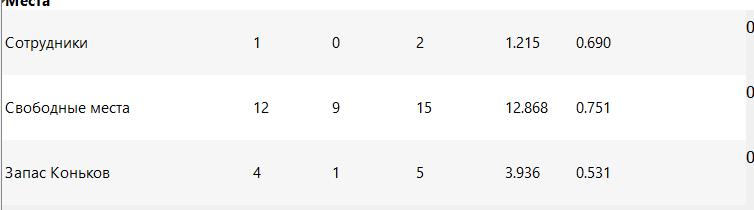 Места
0
Сотрудники 1 0 2 1.215 0.690
0
Свободные места 12 9 15 12.868 0.751
0
Запас Коньков 4 1 5 3.936 0.531